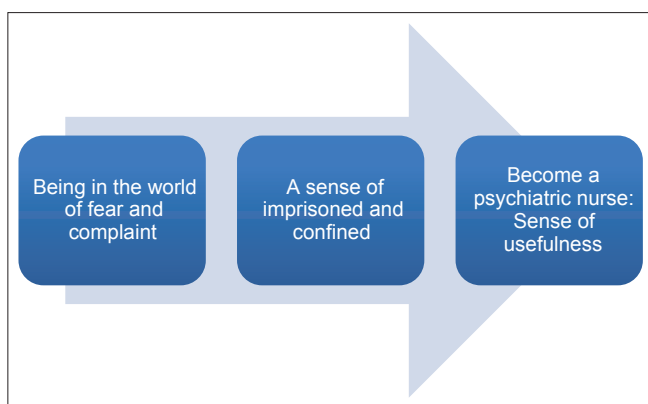 Being in the world
of fear and
complaint
A sense of
imprisoned and
confined
Become a
psychiatric nurse:
Sense of
usefulness